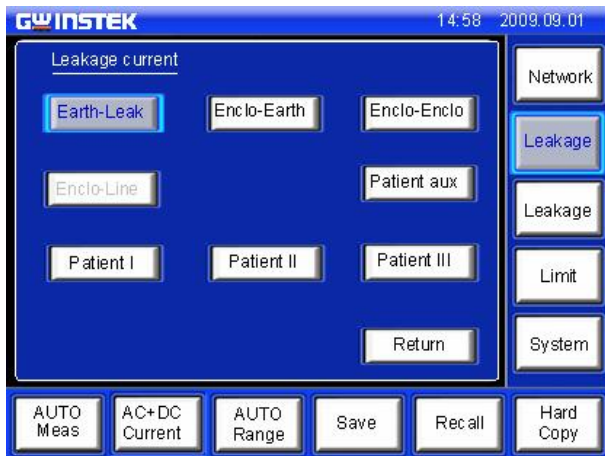 GWINSTEK 14:58 2009.09.01
Leakage current
Earth-Leak Enclo-Earth Enclo-Enclo
Enclo-Line Patient aux
Patient I Patient II Patient III
Return
Network
Leakage
Leakage
Limit
System
AUTO Meas
AC+DC Current
AUTO Range
Save
Recall
Hard Copy